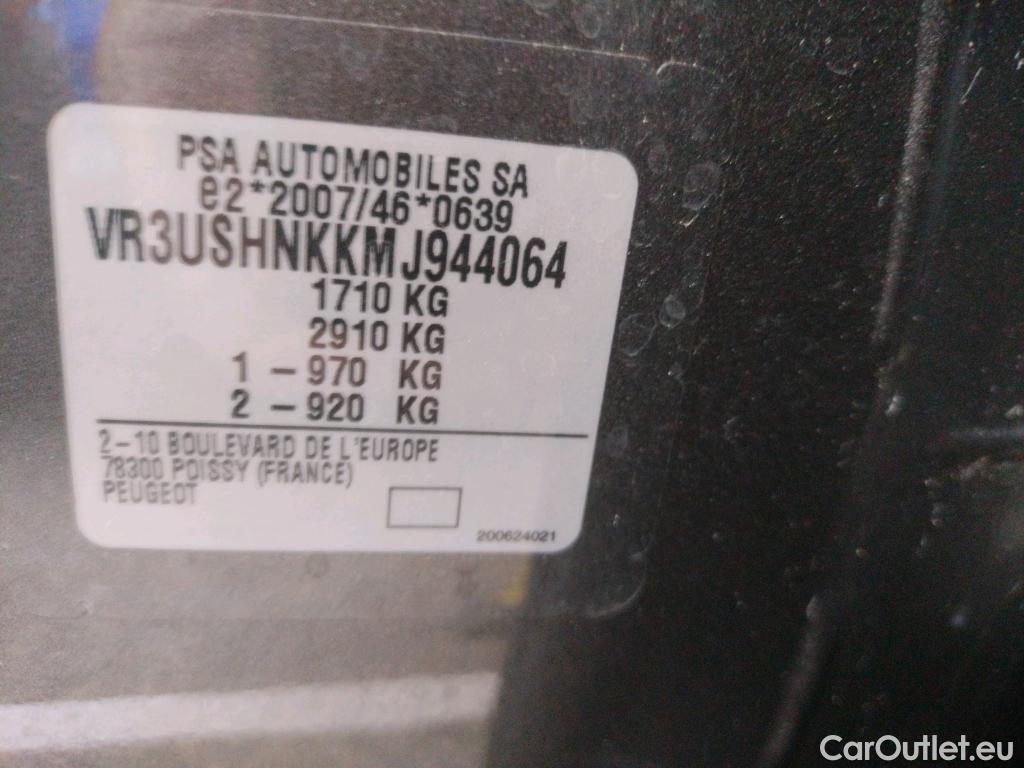 PSA AUTOMOBILES SA
e2*2007/46*0639
VR3USHNKKMJ944064
1710 KG
2910 KG
1 - 970 KG
2 - 920 KG
2-10 BOULEVARD DE L'EUROPE
78300 POISSY (FRANCE)
PEUGEOT
200624021
CarOutlet.eu